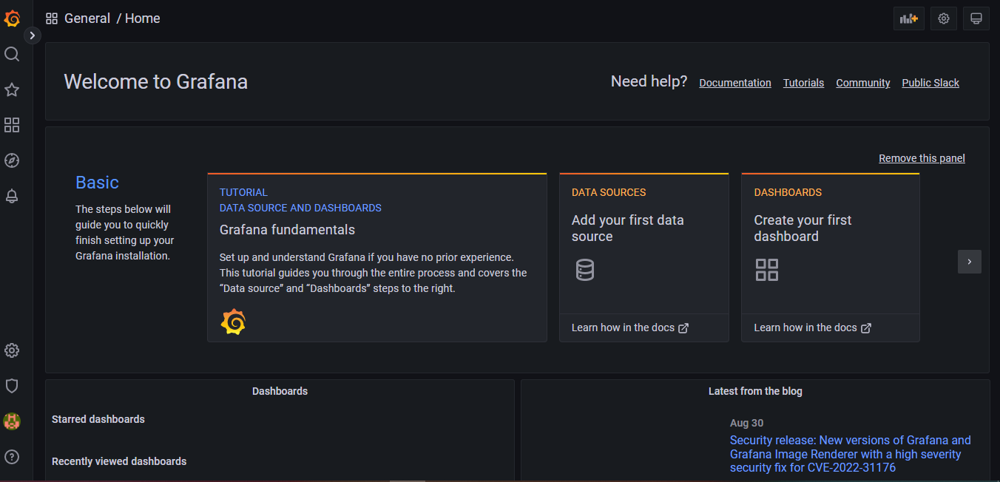 General / Home
Welcome to Grafana
Need help? Documentation Tutorials Community Public Slack
Remove this panel
Basic
The steps below will
guide you to quickly
finish setting up your
Grafana installation.
TUTORIAL
DATA SOURCE AND DASHBOARDS
Grafana fundamentals
Set up and understand Grafana if you have no prior experience.
This tutorial guides you through the entire process and covers the
“Data source” and “Dashboards” steps to the right.
DATA SOURCES
Add your first data
source
Learn how in the docs
DASHBOARDS
Create your first
dashboard
Learn how in the docs
Dashboards
Starred dashboards
Recently viewed dashboards
Latest from the blog
Aug 30
Security release: New versions of Grafana and
Grafana Image Renderer with a high severity
security fix for CVE-2022-31176